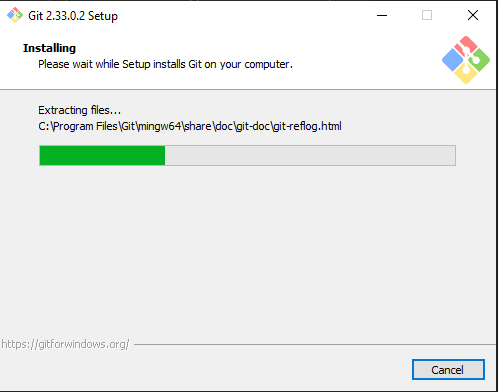 Git 2.33.0.2 Setup
Installing
Please wait while Setup installs Git on your computer.
Extracting files...
C:\Program Files\Git\mingw64\share\doc\git-doc\git-reflog.html
https://gitforwindows.org/
Cancel